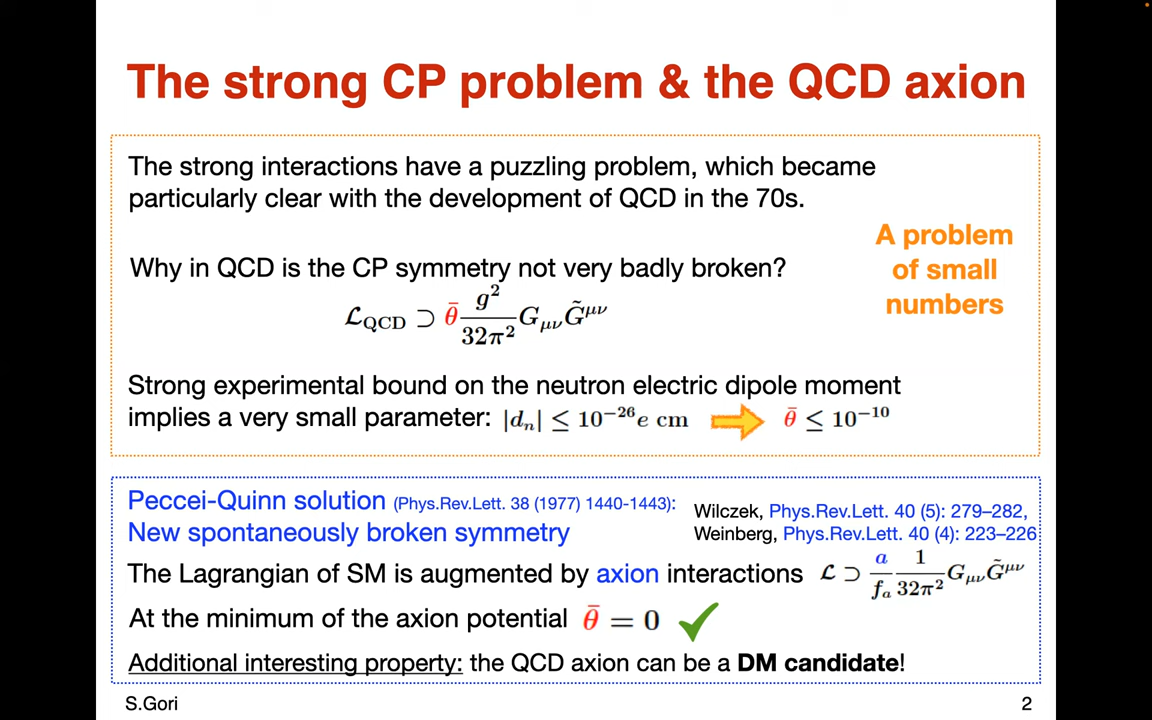 The strong CP problem & the QCD axion
The strong interactions have a puzzling problem, which became
particularly clear with the development of QCD in the 70s.
A problem
of small
numbers
Why in QCD is the CP symmetry not very badly broken?
ℒ_QCD ⊃ θ̄ g²/32π² G_μν G̃^μν
Strong experimental bound on the neutron electric dipole moment
implies a very small parameter: |d_n| ≤ 10⁻²⁶ e cm θ̄ ≤ 10⁻¹⁰
Peccei-Quinn solution (Phys.Rev.Lett. 38 (1977) 1440-1443):
New spontaneously broken symmetry
Wilczek, Phys.Rev.Lett. 40 (5): 279–282,
Weinberg, Phys.Rev.Lett. 40 (4): 223–226
The Lagrangian of SM is augmented by axion interactions ℒ ⊃ a/f_a 1/32π² G_μν G̃^μν
At the minimum of the axion potential θ̄ = 0
Additional interesting property: the QCD axion can be a DM candidate!
S.Gori
2